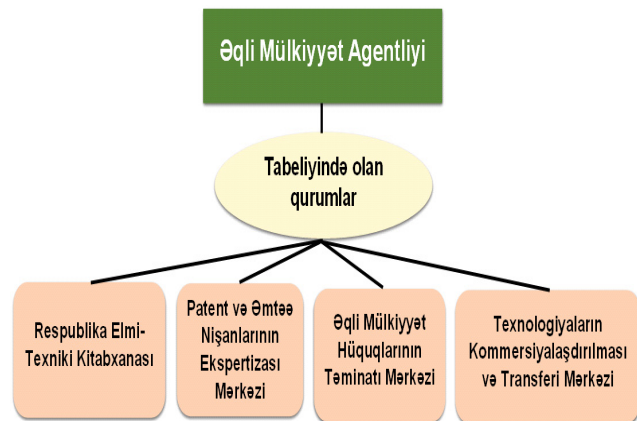 Əqli Mülkiyyət Agentliyi
Tabeliyində olan
qurumlar
Respublika Elmi-
Texniki Kitabxanası
Patent və Əmtəə
Nişanlarının
Ekspertizası
Mərkəzi
Əqli Mülkiyyət
Hüquqlarının
Təminatı Mərkəzi
Texnologiyaların
Kommersiyalaşdırılması
və Transferi Mərkəzi